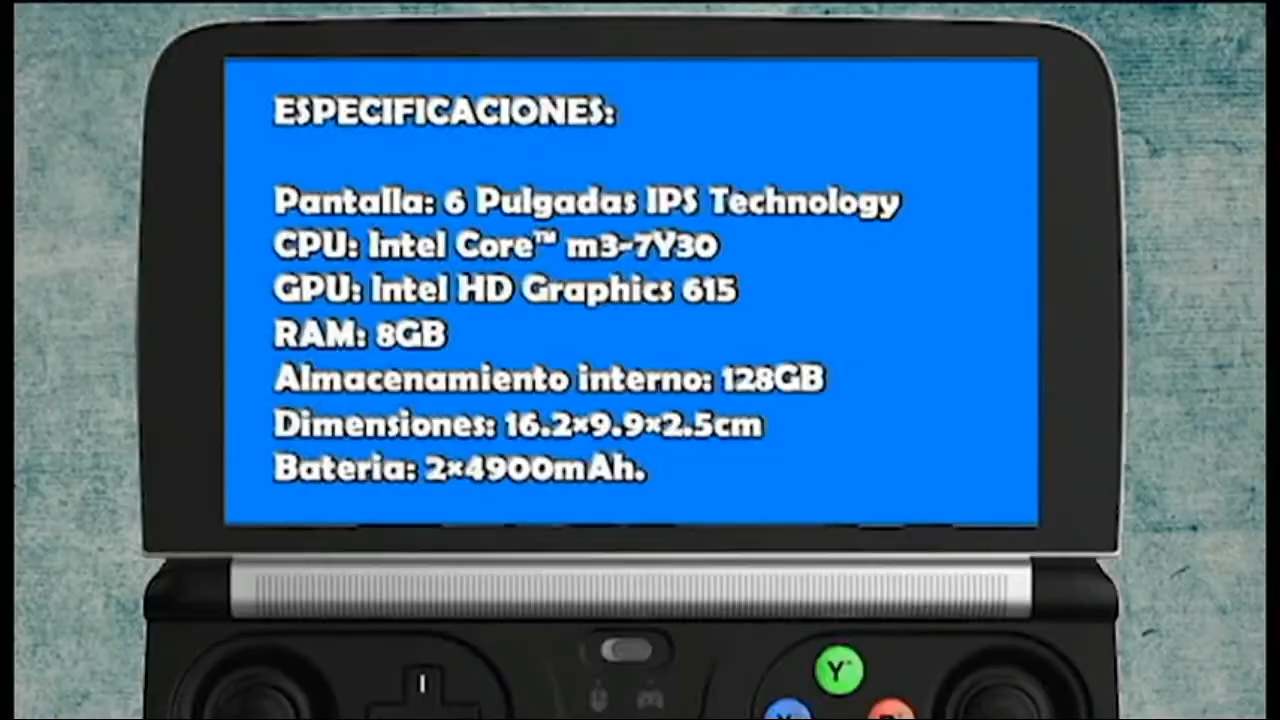 ESPECIFICACIONES:
Pantalla: 6 Pulgadas IPS Technology
CPU: Intel Core™ m3-7Y30
GPU: Intel HD Graphics 615
RAM: 8GB
Almacenamiento interno: 128GB
Dimensiones: 16.2×9.9×2.5cm
Bateria: 2×4900mAh.
Y
X
B